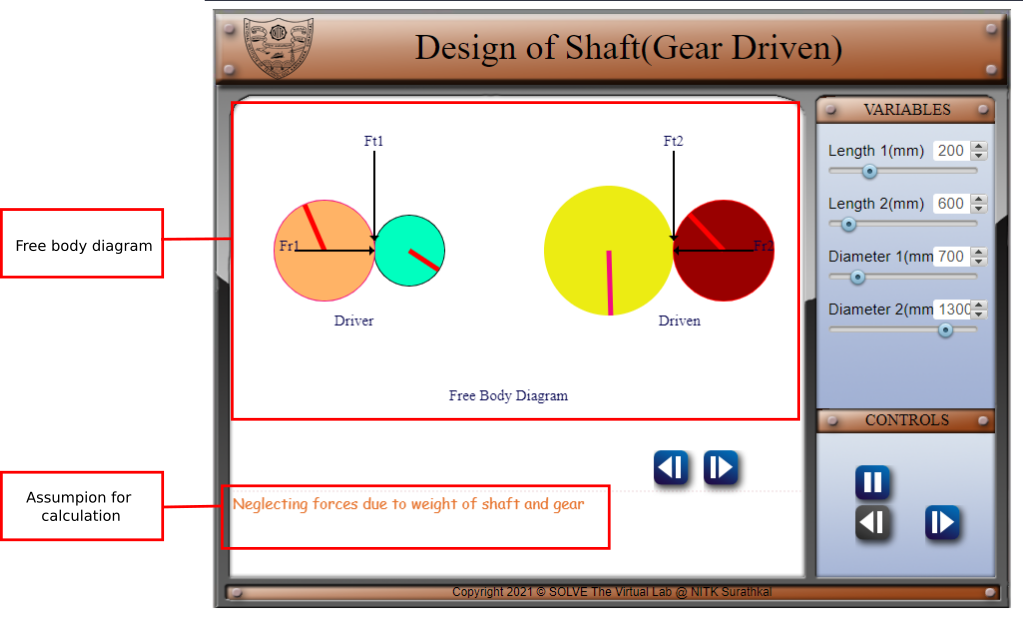 Design of Shaft(Gear Driven)
VARIABLES
Length 1(mm) 200
Length 2(mm) 600
Diameter 1(mm 700
Diameter 2(mm 1300
Ft1
Ft2
Fr1
Fr2
Driver
Driven
Free Body Diagram
Free body diagram
CONTROLS
Assumpion for
calculation
Neglecting forces due to weight of shaft and gear
Copyright 2021 © SOLVE The Virtual Lab @ NITK Surathkal